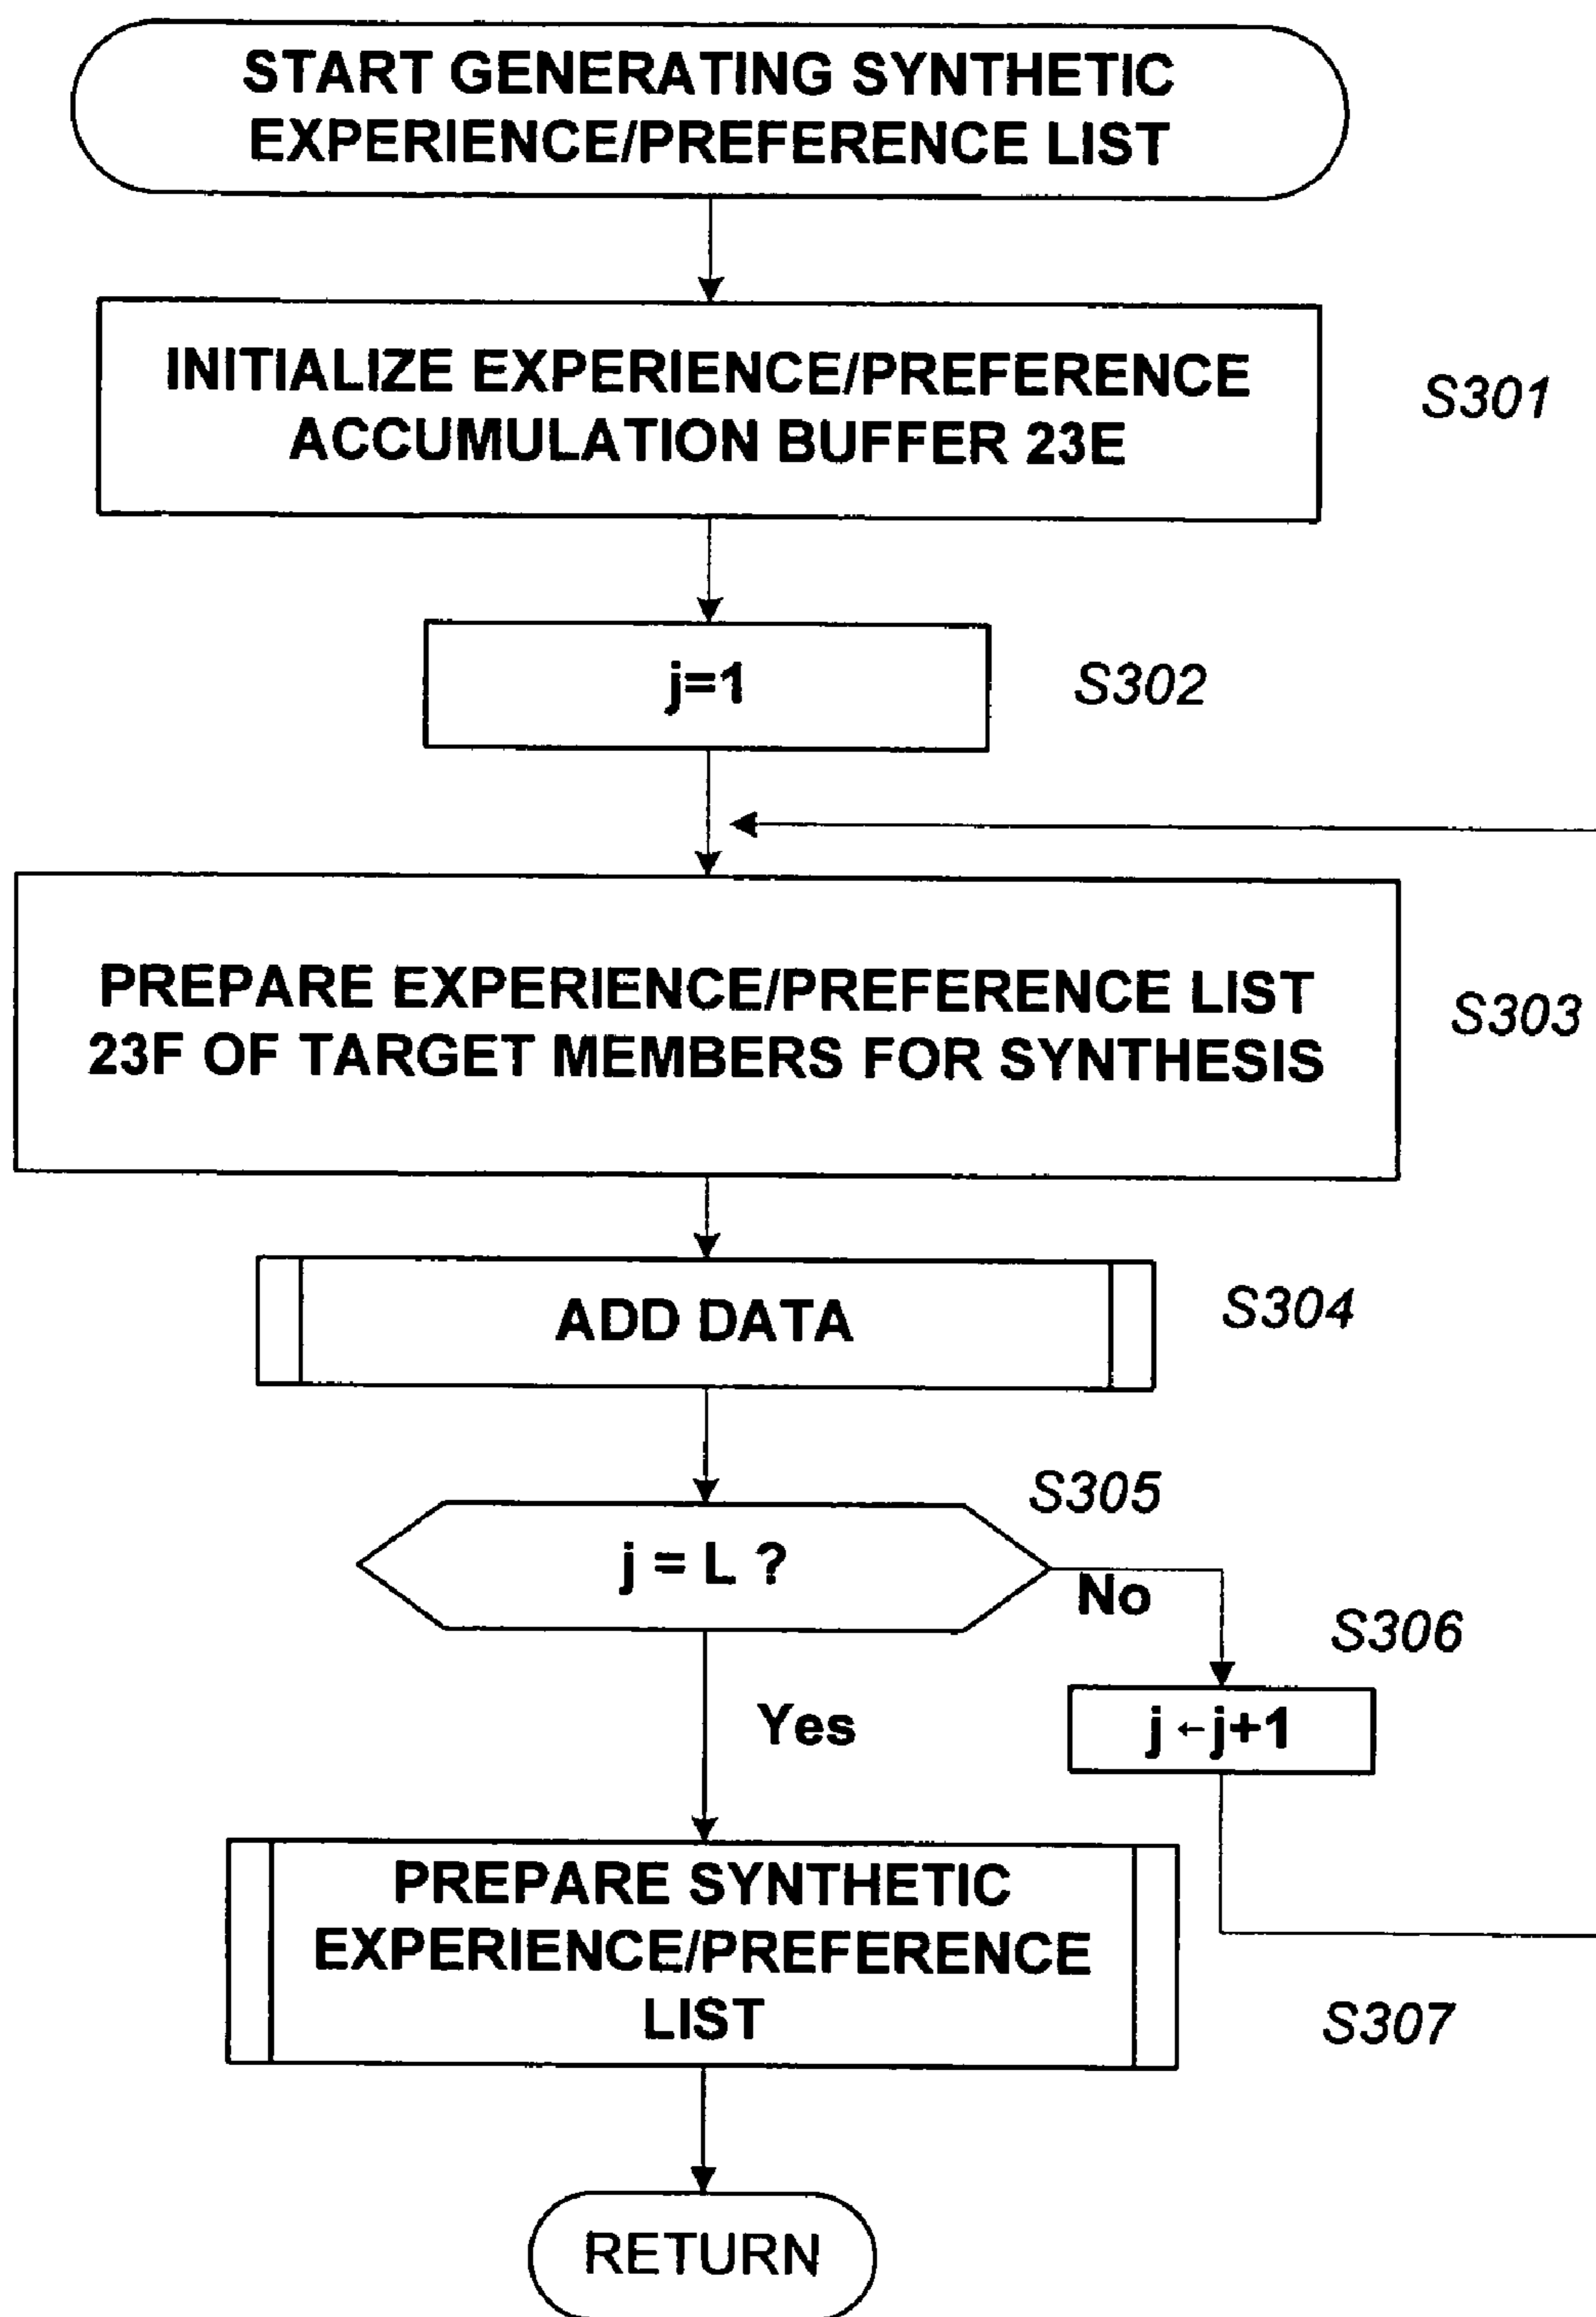 START GENERATING SYNTHETIC
EXPERIENCE/PREFERENCE LIST
INITIALIZE EXPERIENCE/PREFERENCE
ACCUMULATION BUFFER 23E
S301
j=1
S302
PREPARE EXPERIENCE/PREFERENCE LIST
23F OF TARGET MEMBERS FOR SYNTHESIS
S303
ADD DATA
S304
S305
j = L ?
No
S306
j ← j+1
Yes
PREPARE SYNTHETIC
EXPERIENCE/PREFERENCE
LIST
S307
RETURN